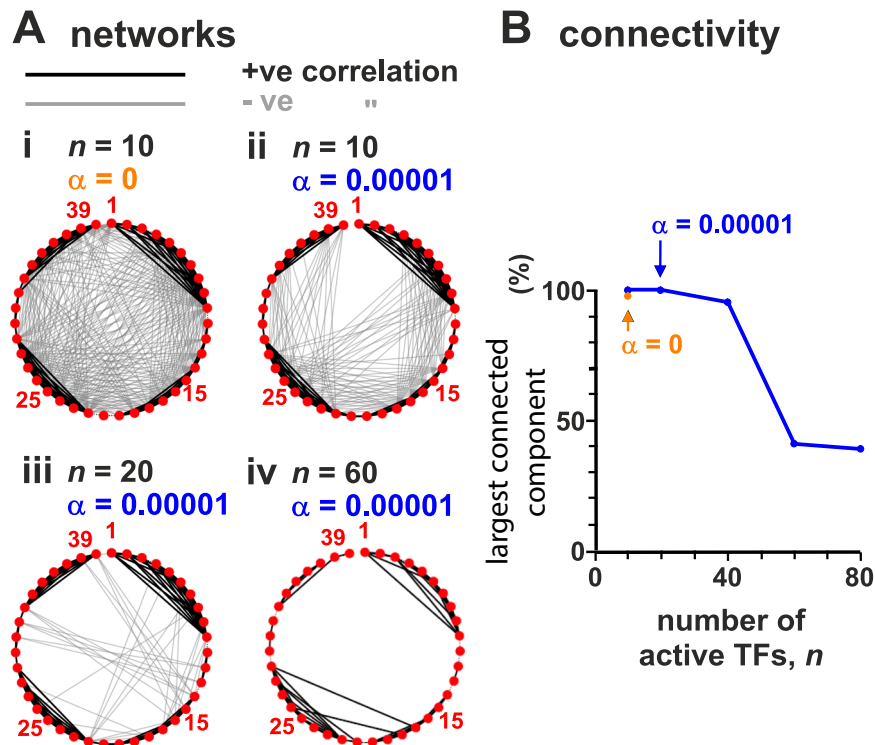 A networks
+ve correlation
- ve "
i n = 10
α = 0
39 1
25 15
ii n = 10
α = 0.00001
39 1
25 15
iii n = 20
α = 0.00001
39 1
25 15
iv n = 60
α = 0.00001
39 1
25 15
B connectivity
α = 0.00001
α = 0
largest connected
component
(%)
100
50
0
0 40 80
number of
active TFs, n